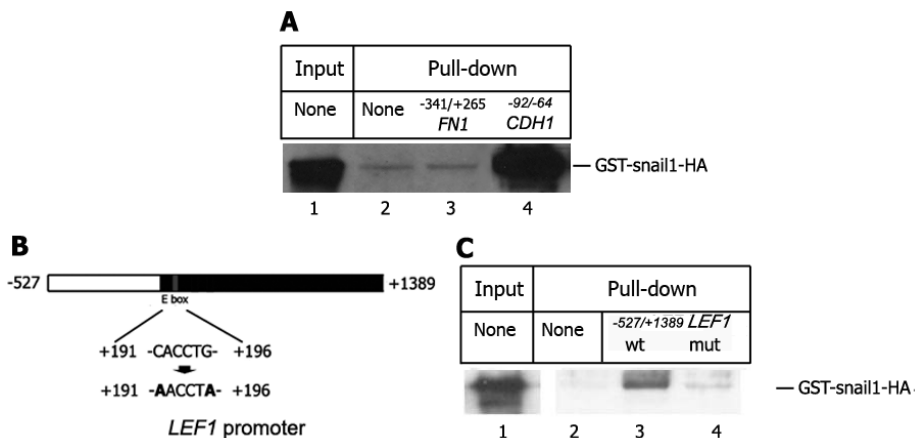 A
Input Pull-down
None None -341/+265 -92/-64
FN1 CDH1
GST-snail1-HA
1 2 3 4
B
-527 +1389
E box
+191 -CACCTG- +196
+191 -AACCTA- +196
LEF1 promoter
C
Input Pull-down
None None -527/+1389 LEF1
wt mut
GST-snail1-HA
1 2 3 4